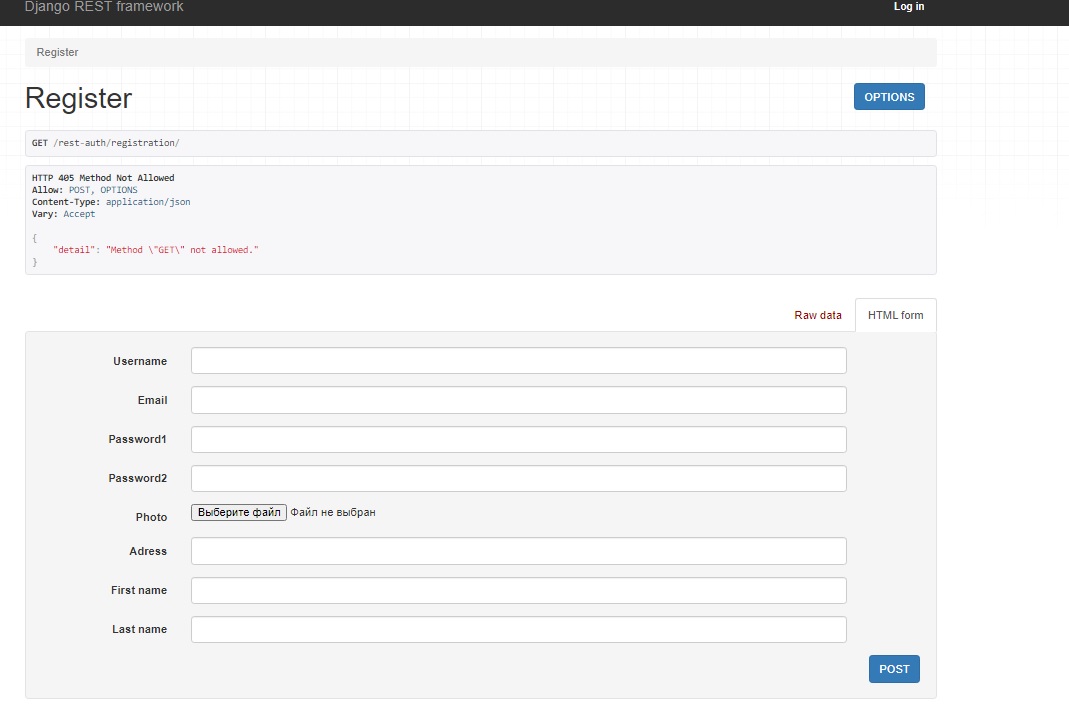 Django REST framework
Log in
Register
Register
OPTIONS
GET /rest-auth/registration/
HTTP 405 Method Not Allowed
Allow: POST, OPTIONS
Content-Type: application/json
Vary: Accept
{
"detail": "Method \"GET\" not allowed."
}
Raw data
HTML form
Username
Email
Password1
Password2
Photo Выберите файл Файл не выбран
Adress
First name
Last name
POST